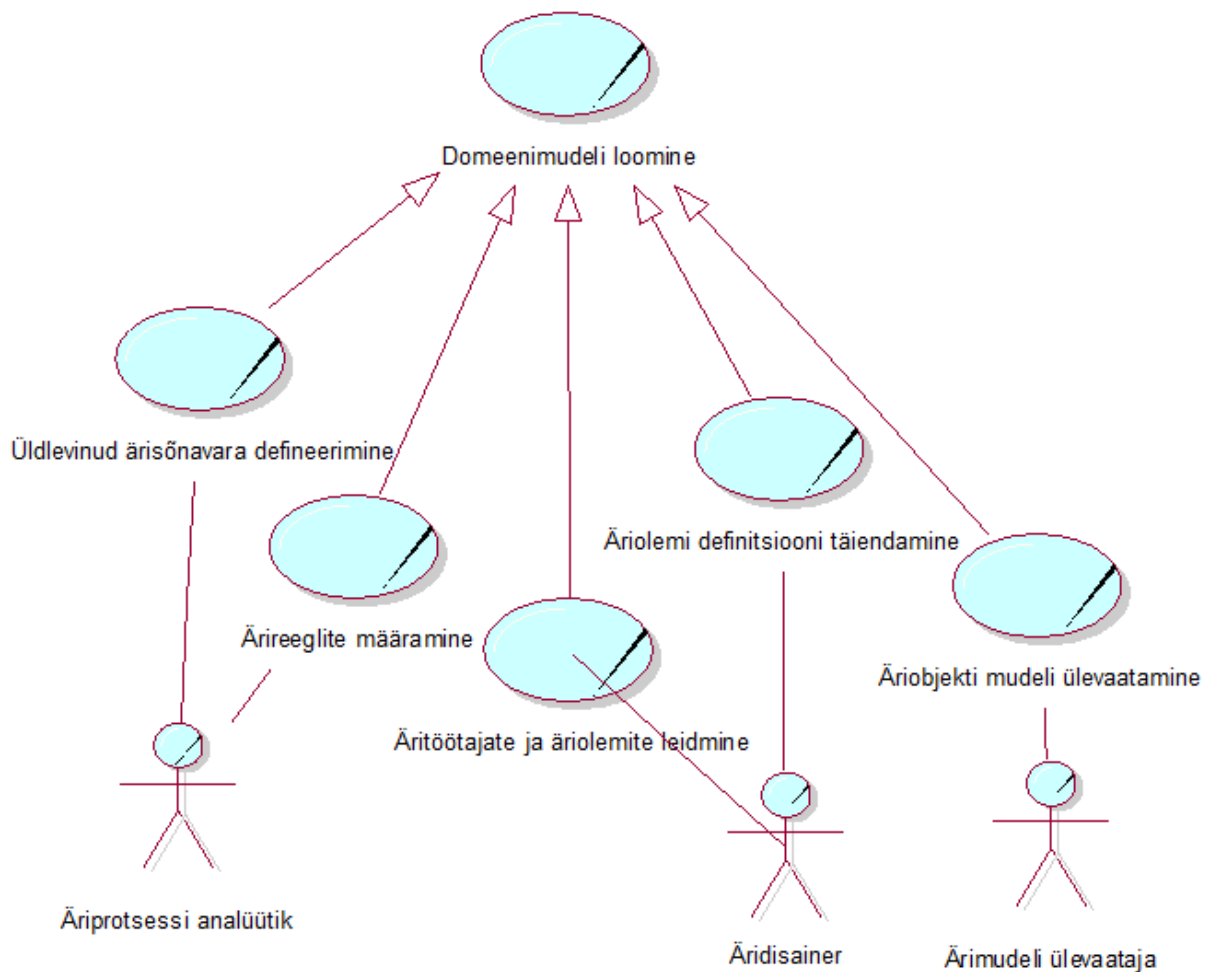 Domeenimudeli loomine
Üldlevinud ärisõnavara defineerimine
Äriolemi definitsiooni täiendamine
Ärireeglite määramine
Äriobjekti mudeli ülevaatamine
Äritöötajate ja äriolemite leidmine
Äriprotsessi analüütik
Äridisainer
Ärimudeli ülevaataja